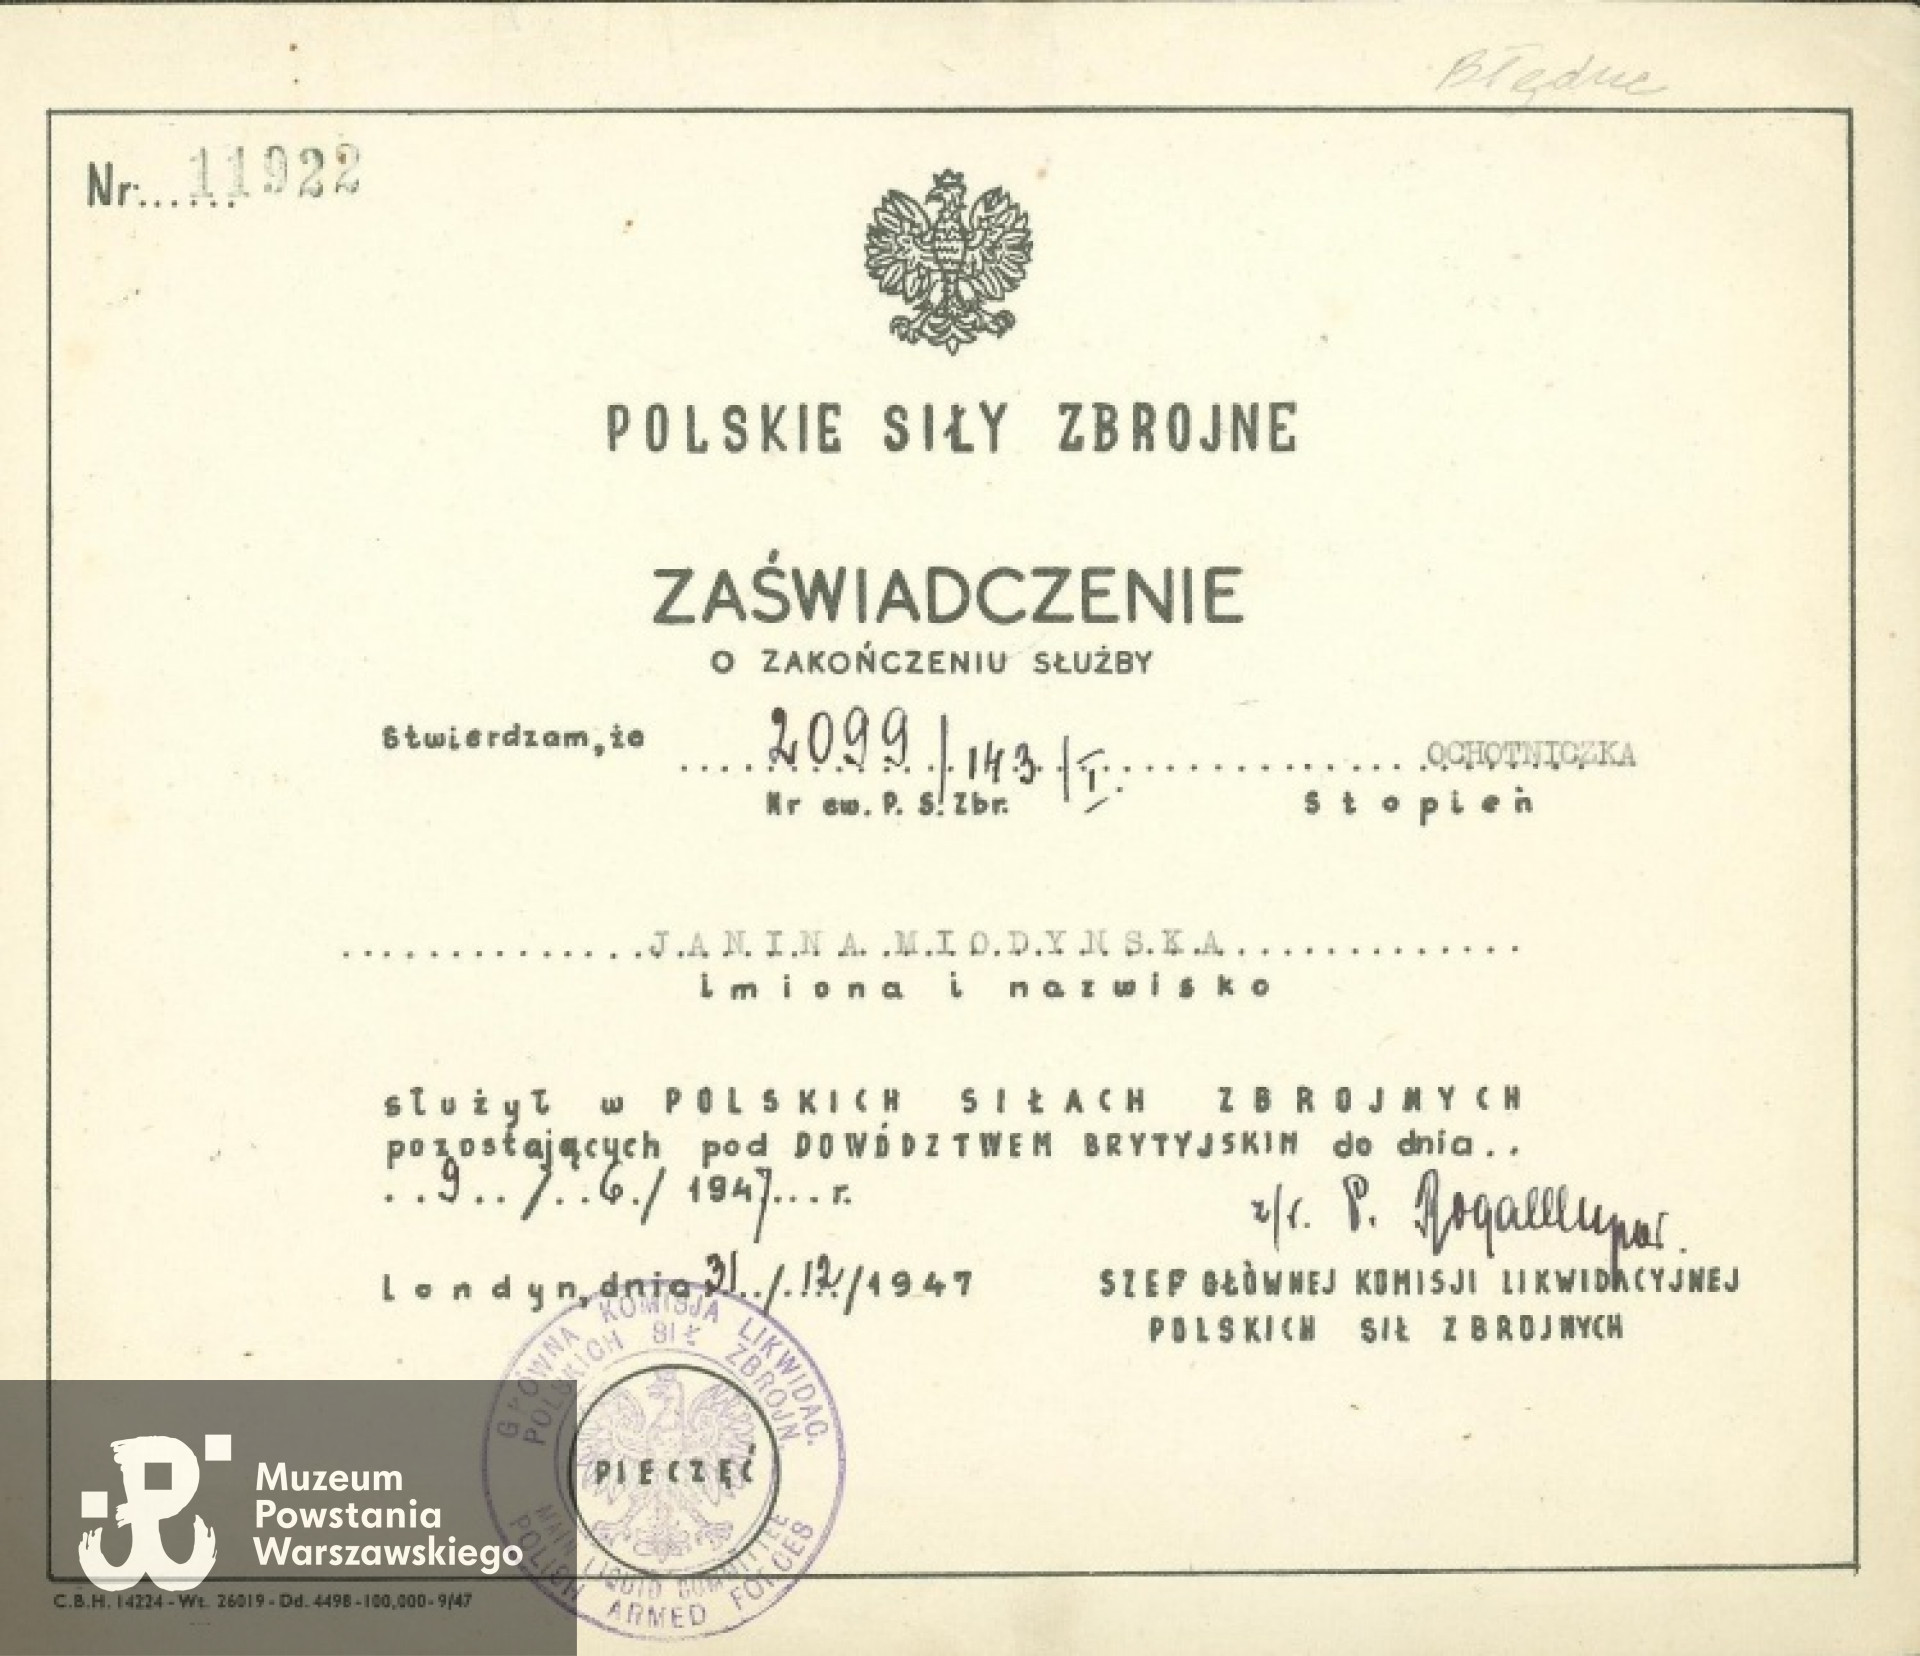 Błędne
Nr. 11922
POLSKIE SIŁY ZBROJNE
ZAŚWIADCZENIE
O ZAKOŃCZENIU SŁUŻBY
Stwierdzam, że 2099/143/I. OCHOTNICZKA
Nr ew. P. S. Zbr. Stopień
JANINA MIODYNSKA
imiona i nazwisko
służył w POLSKICH SIŁACH ZBROJNYCH
pozostających pod DOWÓDZTWEM BRYTYJSKIM do dnia..
..9../..6./ 1947...r.
z/r. P.
Londyn, dnia 31../.12/1947 SZEF GŁÓWNEJ KOMISJI LIKWIDACYJNEJ
POLSKICH SIŁ ZBROJNYCH
GŁÓWNA KOMISJA LIKWIDAC.
POLSKICH SIŁ ZBROJN.
PIECZĘĆ
MAIN LIQUID COMMITTEE
POLISH ARMED FORCES
Muzeum
Powstania
Warszawskiego
C.B.H. 14224-Wt. 26019-Dd. 4498-100,000-9/47